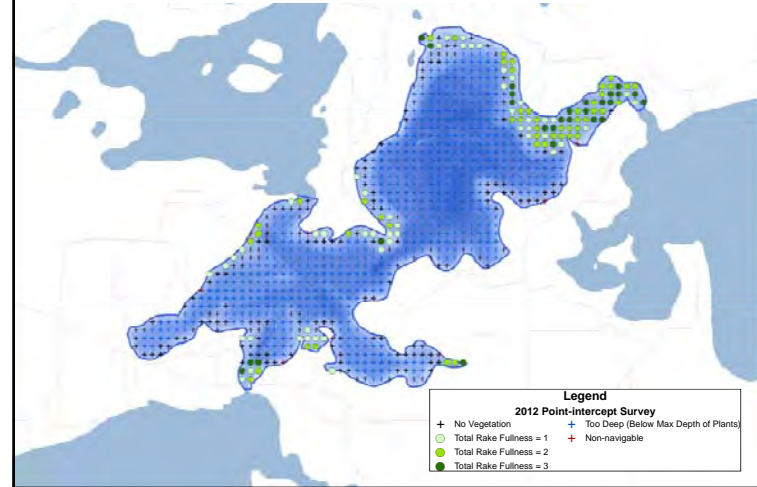 Legend
2012 Point-intercept Survey
No Vegetation
Total Rake Fullness = 1
Total Rake Fullness = 2
Total Rake Fullness = 3
Too Deep (Below Max Depth of Plants)
Non-navigable